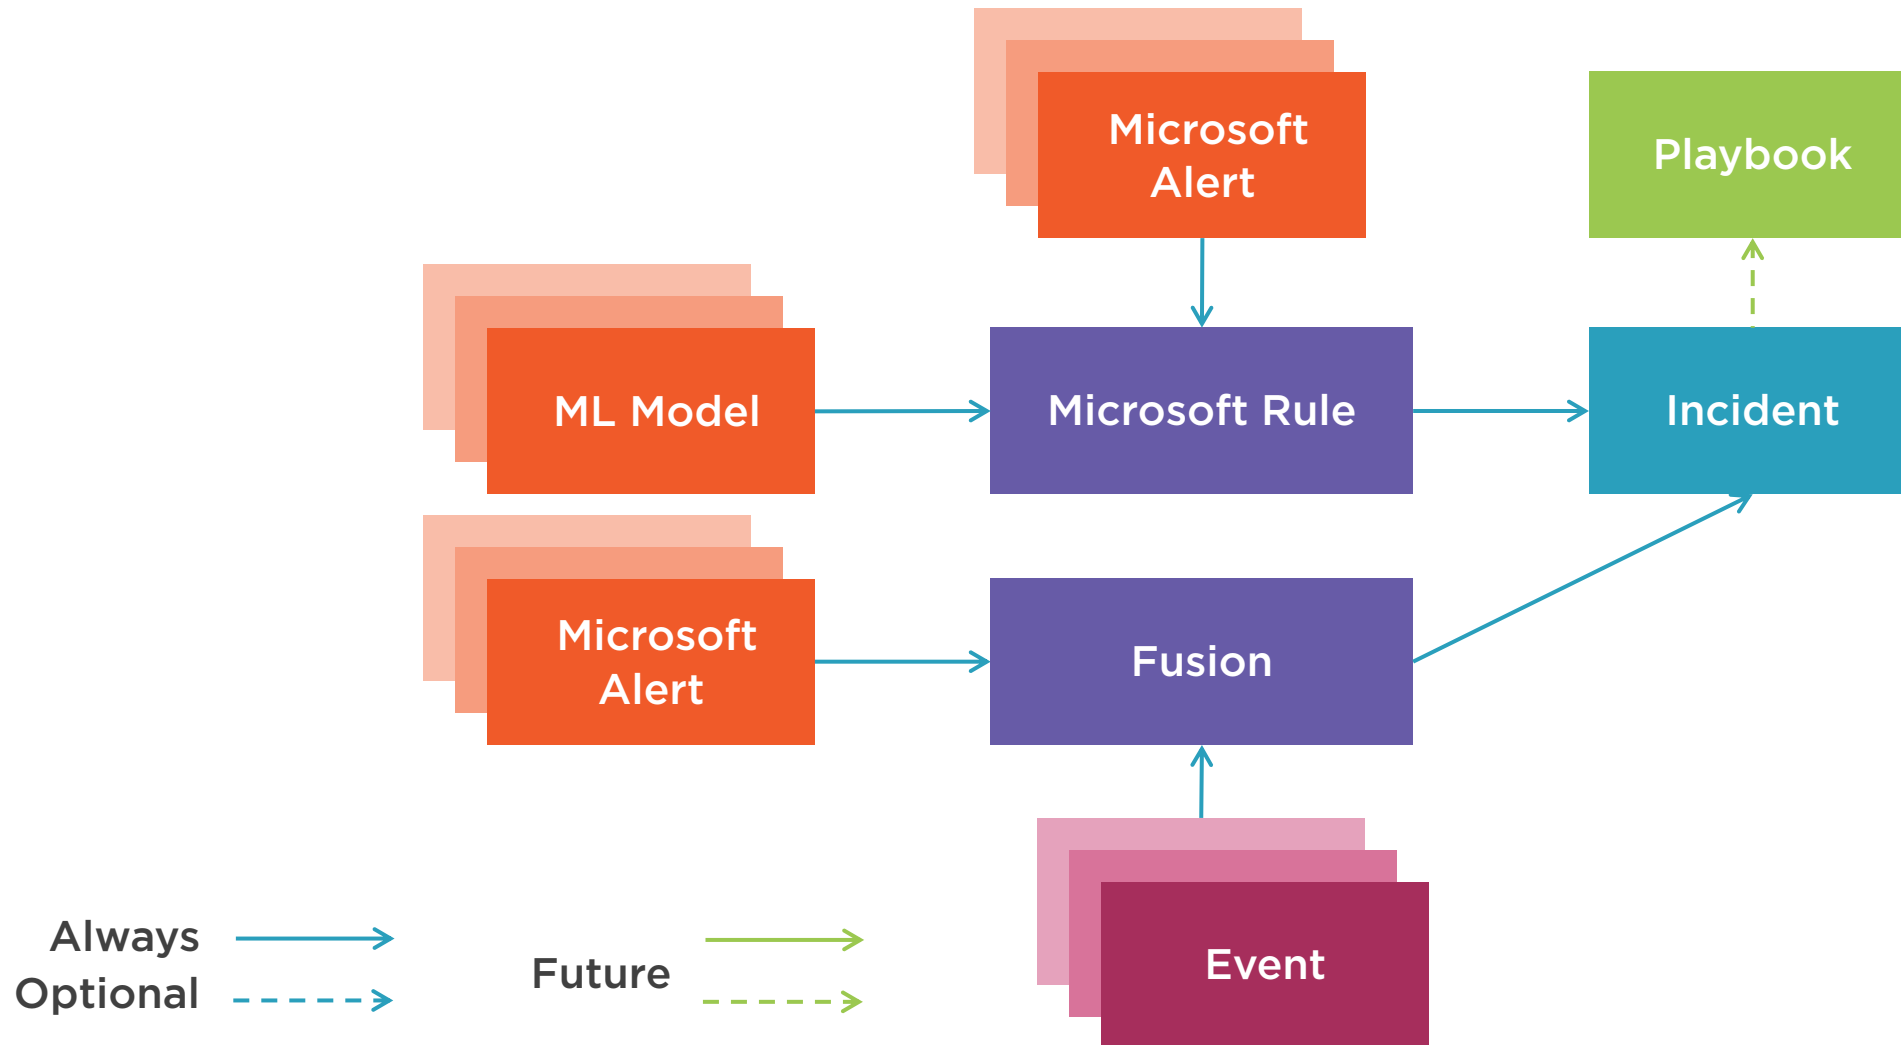 Microsoft
Alert
Playbook
ML Model
Microsoft Rule
Incident
Microsoft
Alert
Fusion
Event
Always
Optional
Future